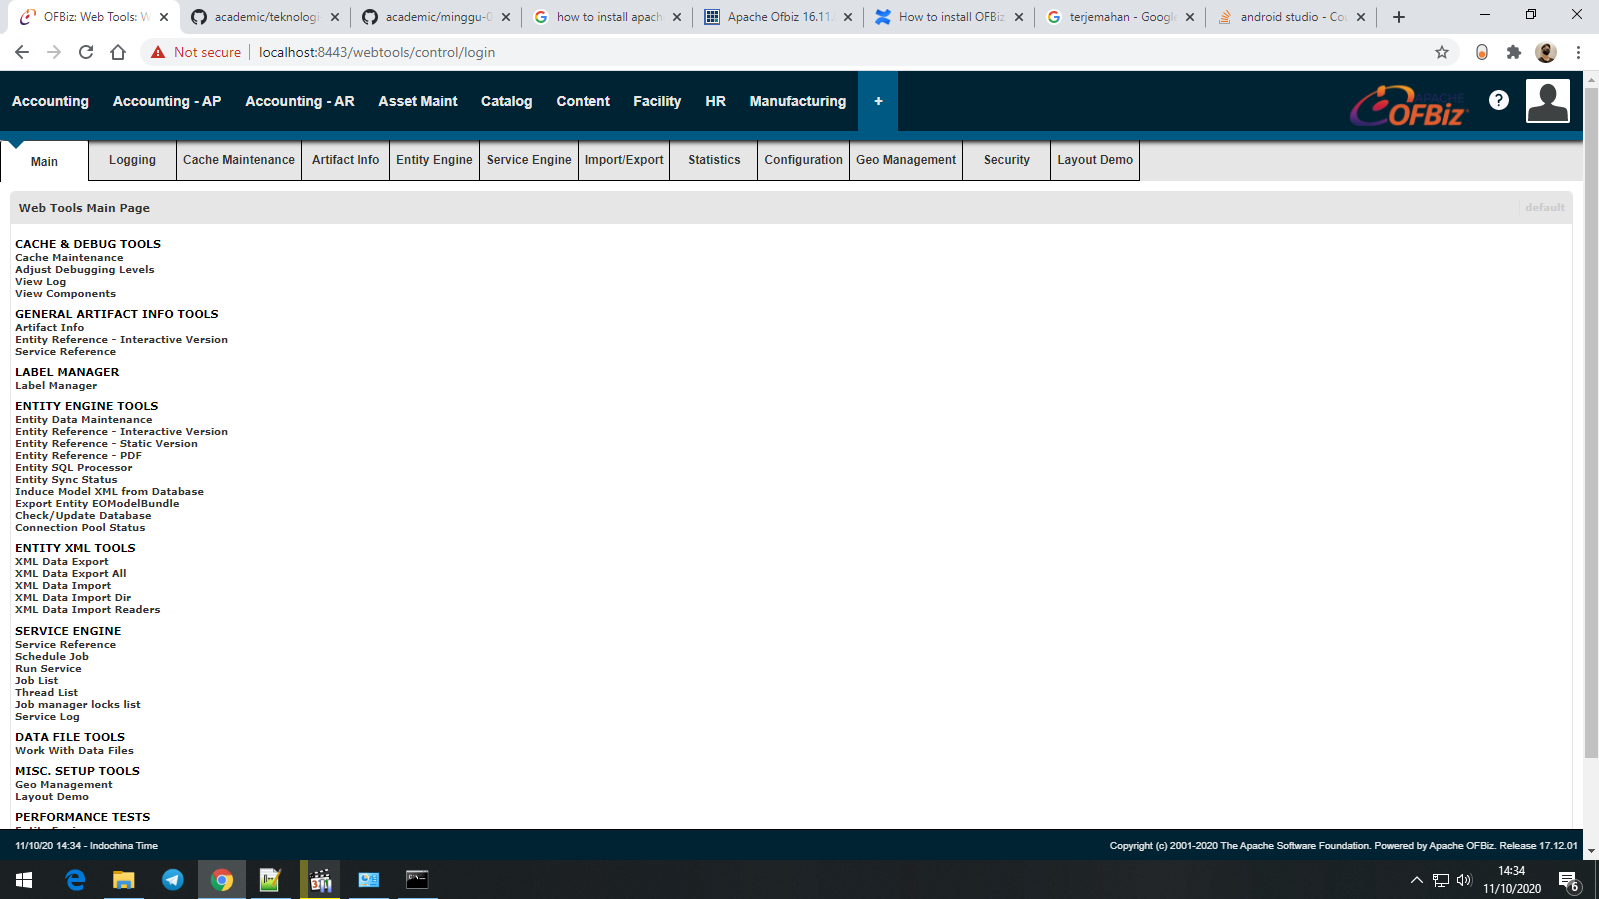 OFBiz: Web Tools: W
academic/teknologi
academic/minggu-0
how to install apach
Apache Ofbiz 16.11.
How to install OFBiz
terjemahan - Google
android studio - Cou
Not secure
localhost:8443/webtools/control/login
Accounting
Accounting - AP
Accounting - AR
Asset Maint
Catalog
Content
Facility
HR
Manufacturing
+
APACHE
OFBiz
?
Main
Logging
Cache Maintenance
Artifact Info
Entity Engine
Service Engine
Import/Export
Statistics
Configuration
Geo Management
Security
Layout Demo
Web Tools Main Page
default
CACHE & DEBUG TOOLS
Cache Maintenance
Adjust Debugging Levels
View Log
View Components
GENERAL ARTIFACT INFO TOOLS
Artifact Info
Entity Reference - Interactive Version
Service Reference
LABEL MANAGER
Label Manager
ENTITY ENGINE TOOLS
Entity Data Maintenance
Entity Reference - Interactive Version
Entity Reference - Static Version
Entity Reference - PDF
Entity SQL Processor
Entity Sync Status
Induce Model XML from Database
Export Entity EOModelBundle
Check/Update Database
Connection Pool Status
ENTITY XML TOOLS
XML Data Export
XML Data Export All
XML Data Import
XML Data Import Dir
XML Data Import Readers
SERVICE ENGINE
Service Reference
Schedule Job
Run Service
Job List
Thread List
Job manager locks list
Service Log
DATA FILE TOOLS
Work With Data Files
MISC. SETUP TOOLS
Geo Management
Layout Demo
PERFORMANCE TESTS
11/10/20 14:34 - Indochina Time
Copyright (c) 2001-2020 The Apache Software Foundation. Powered by Apache OFBiz. Release 17.12.01
14:34
11/10/2020
6